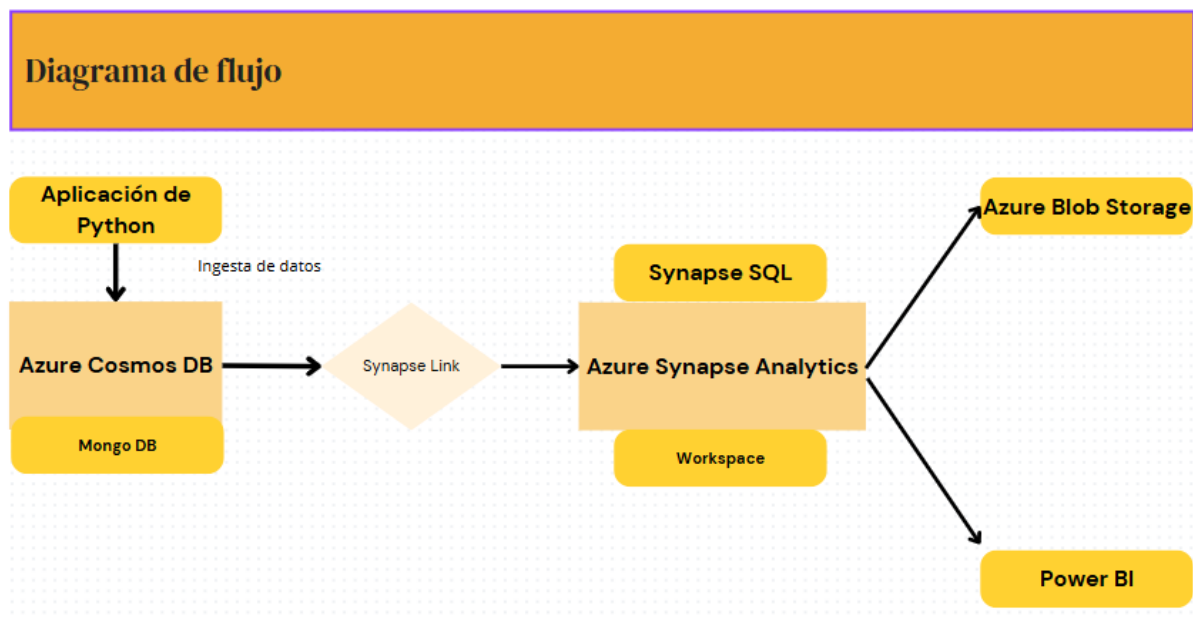 Diagrama de flujo
Aplicación de
Python
Ingesta de datos
Azure Cosmos DB
Mongo DB
Synapse Link
Synapse SQL
Azure Synapse Analytics
Workspace
Azure Blob Storage
Power BI